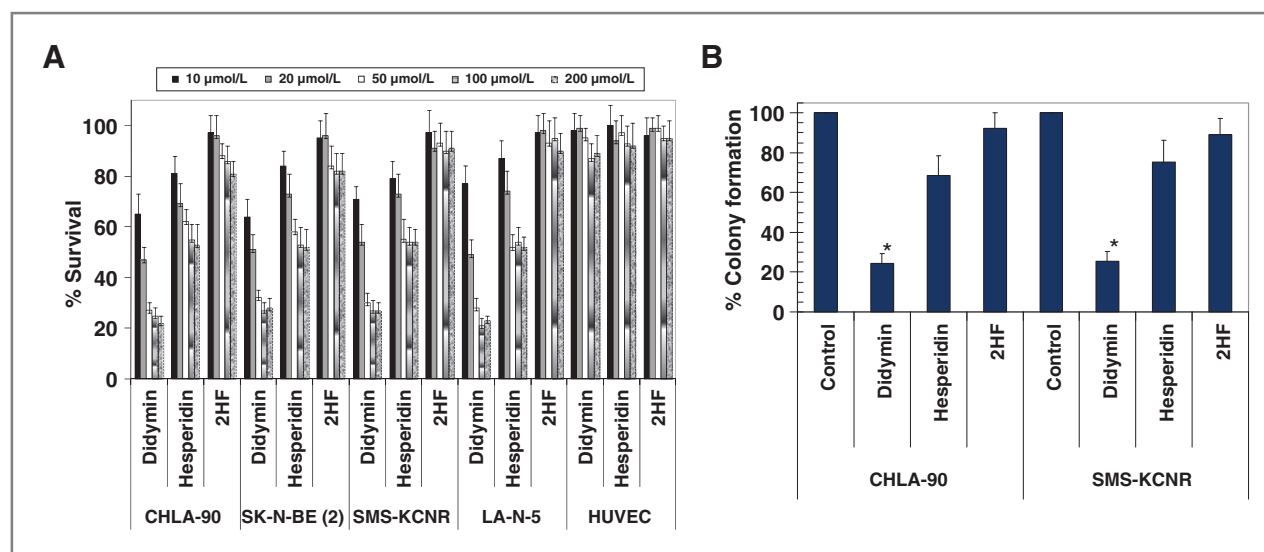 A
10 µmol/L 20 µmol/L 50 µmol/L 100 µmol/L 200 µmol/L
% Survival
100
80
60
40
20
0
Didymin Hesperidin 2HF Didymin Hesperidin 2HF Didymin Hesperidin 2HF Didymin Hesperidin 2HF Didymin Hesperidin 2HF
CHLA-90 SK-N-BE (2) SMS-KCNR LA-N-5 HUVEC
B
% Colony formation
100
80
60
40
20
0
* *
Control Didymin Hesperidin 2HF Control Didymin Hesperidin 2HF
CHLA-90 SMS-KCNR